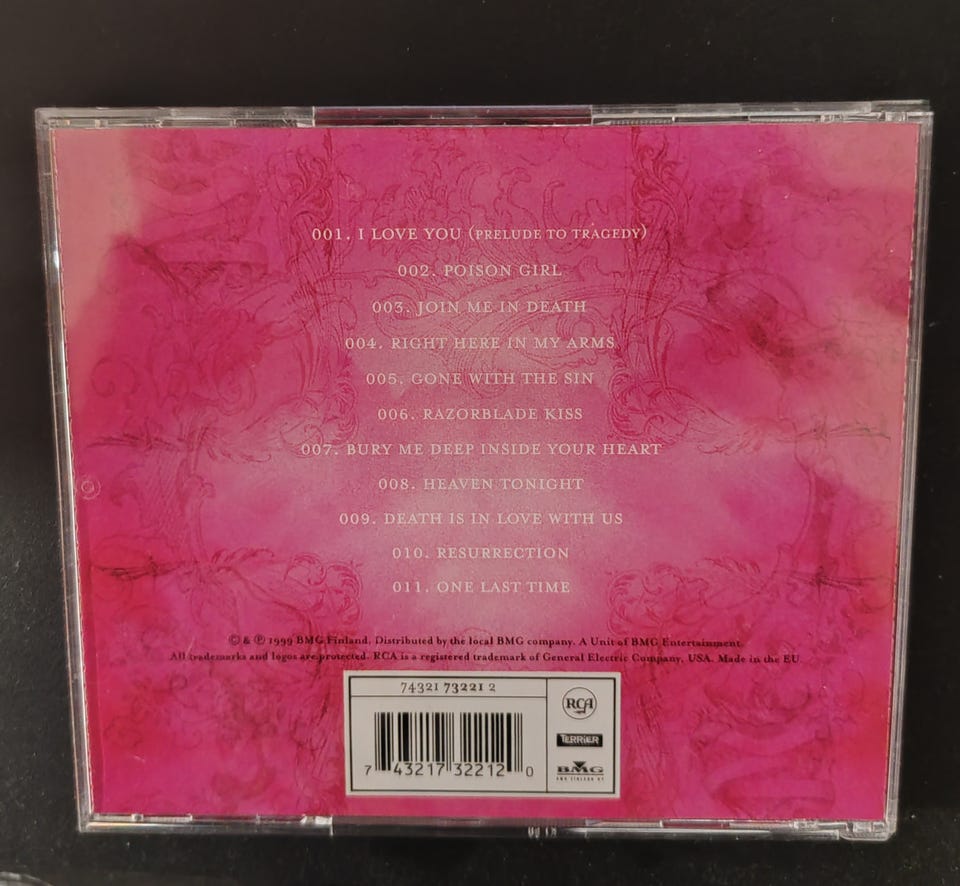 001. I LOVE YOU (PRELUDE TO TRAGEDY)
002. POISON GIRL
003. JOIN ME IN DEATH
004. RIGHT HERE IN MY ARMS
005. GONE WITH THE SIN
006. RAZORBLADE KISS
007. BURY ME DEEP INSIDE YOUR HEART
008. HEAVEN TONIGHT
009. DEATH IS IN LOVE WITH US
010. RESURRECTION
011. ONE LAST TIME
© & ℗ 1999 BMG Finland. Distributed by the local BMG company. A Unit of BMG Entertainment.
All trademarks and logos are protected. RCA is a registered trademark of General Electric Company, USA. Made in the EU
74321 73221 2
RCA
TERRIER
BMG
BMG FINLAND OY
7 43217 32212 0